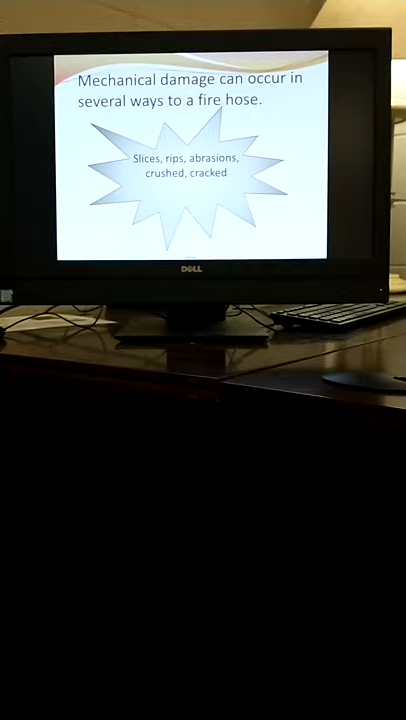 Mechanical damage can occur in
several ways to a fire hose.
Slices, rips, abrasions,
crushed, cracked
DELL